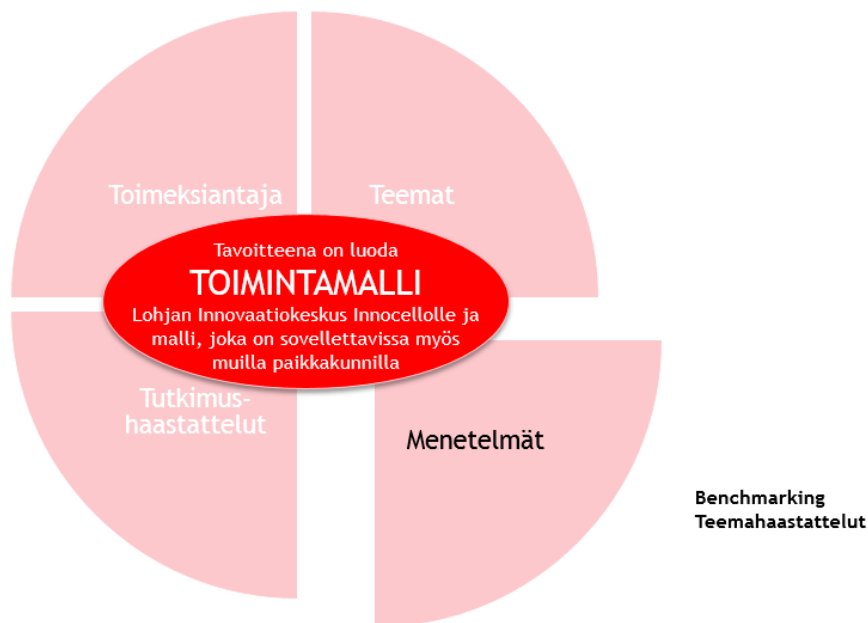 Toimeksiantaja
Teemat
Tavoitteena on luoda
TOIMINTAMALLI
Lohjan Innovaatiokeskus Innocellolle ja
malli, joka on sovellettavissa myös
muilla paikkakunnilla
Tutkimus-
haastattelut
Menetelmät
Benchmarking
Teemahaastattelut